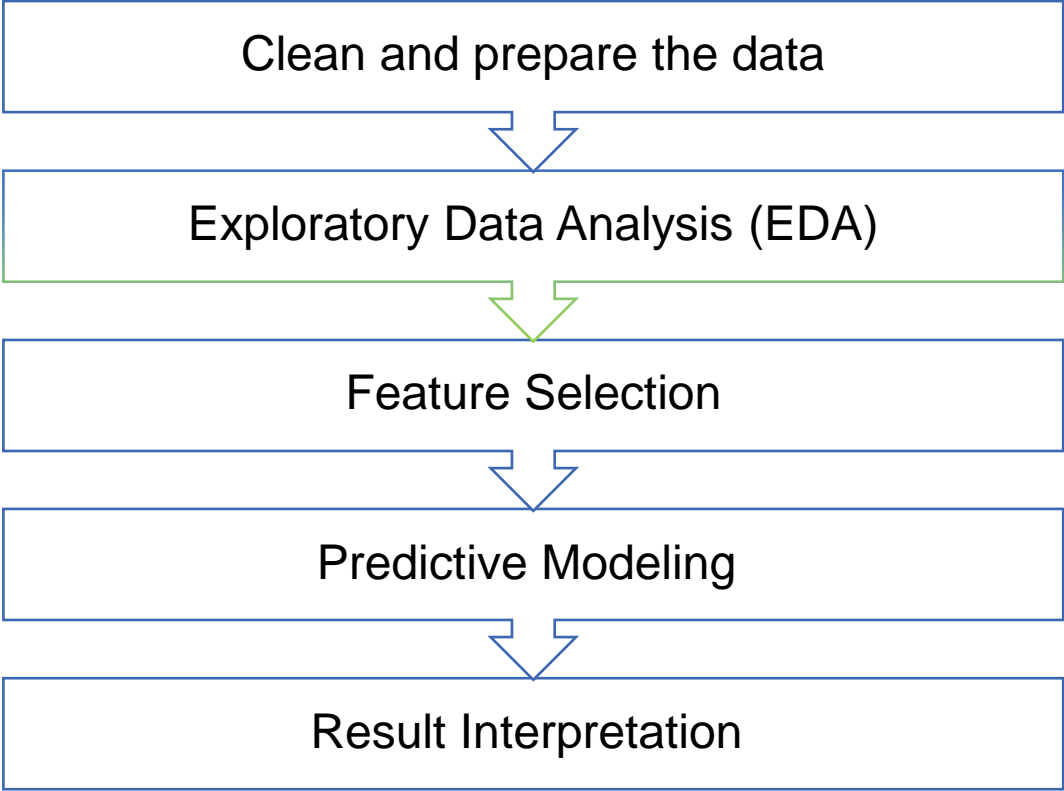 Clean and prepare the data
Exploratory Data Analysis (EDA)
Feature Selection
Predictive Modeling
Result Interpretation